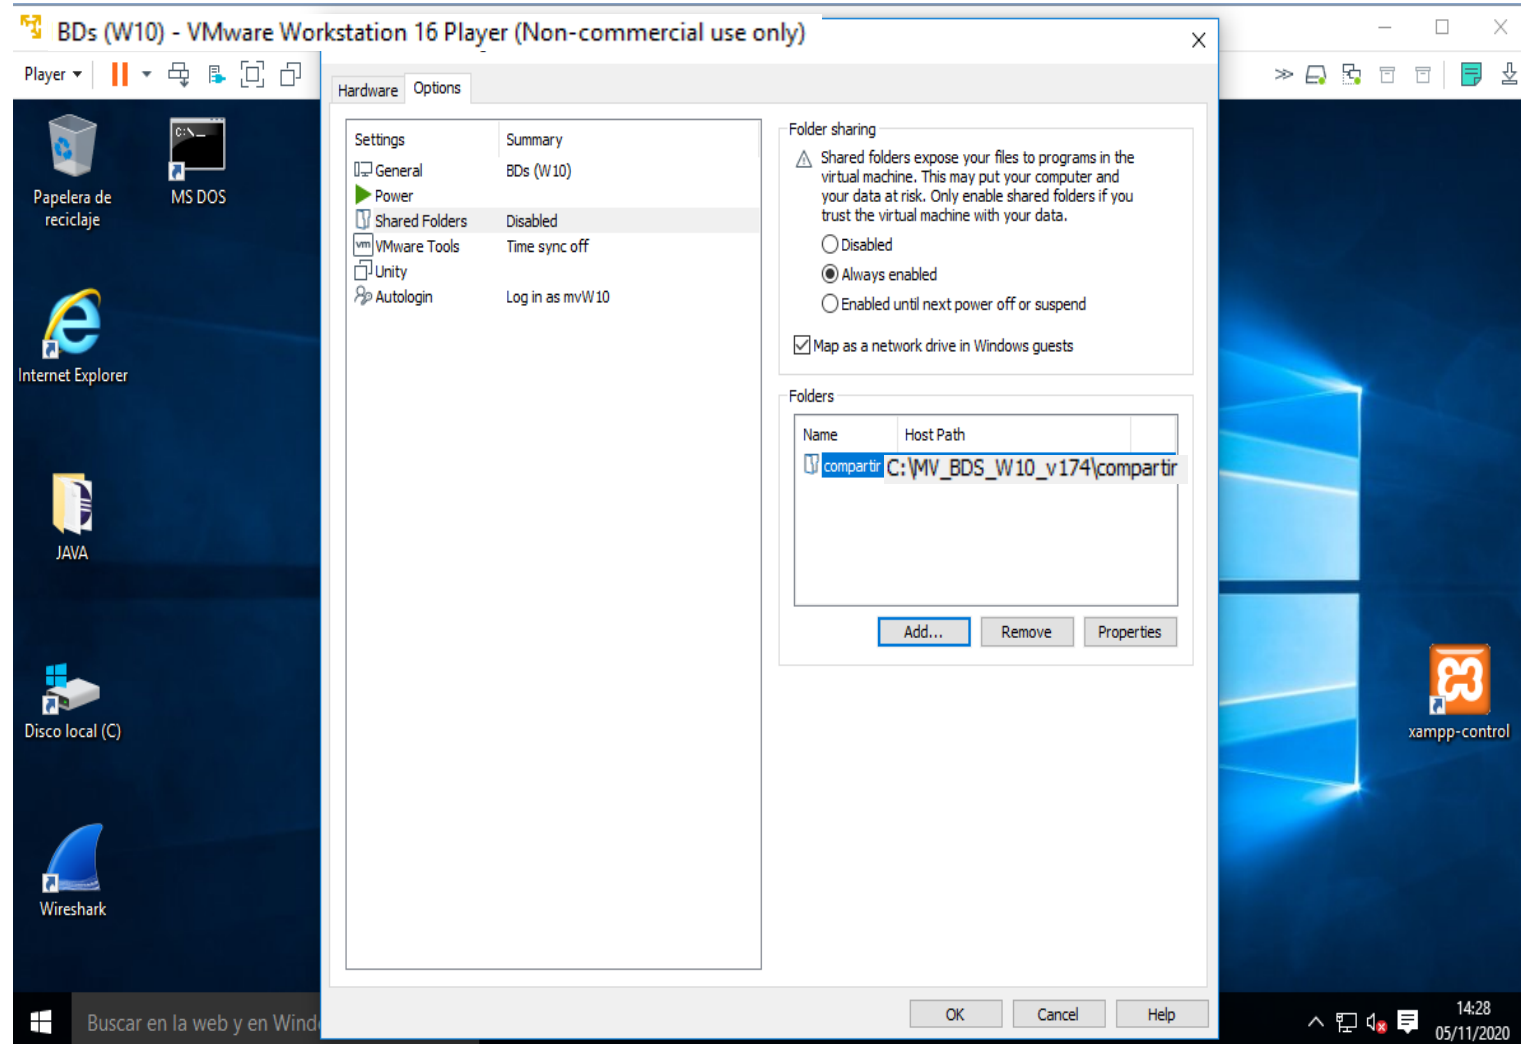 BDs (W10) - VMware Workstation 16 Player (Non-commercial use only)
Player
Hardware
Options
Papelera de
reciclaje
MS DOS
Internet Explorer
JAVA
Disco local (C)
Wireshark
Settings
Summary
General
BDs (W10)
Power
Shared Folders
Disabled
VMware Tools
Time sync off
Unity
Autologin
Log in as mvW10
Folder sharing
Shared folders expose your files to programs in the
virtual machine. This may put your computer and
your data at risk. Only enable shared folders if you
trust the virtual machine with your data.
Disabled
Always enabled
Enabled until next power off or suspend
Map as a network drive in Windows guests
Folders
Name
Host Path
compartir
C:\MV_BDS_W10_v174\compartir
Add...
Remove
Properties
xampp-control
OK
Cancel
Help
Buscar en la web y en Wind
14:28
05/11/2020